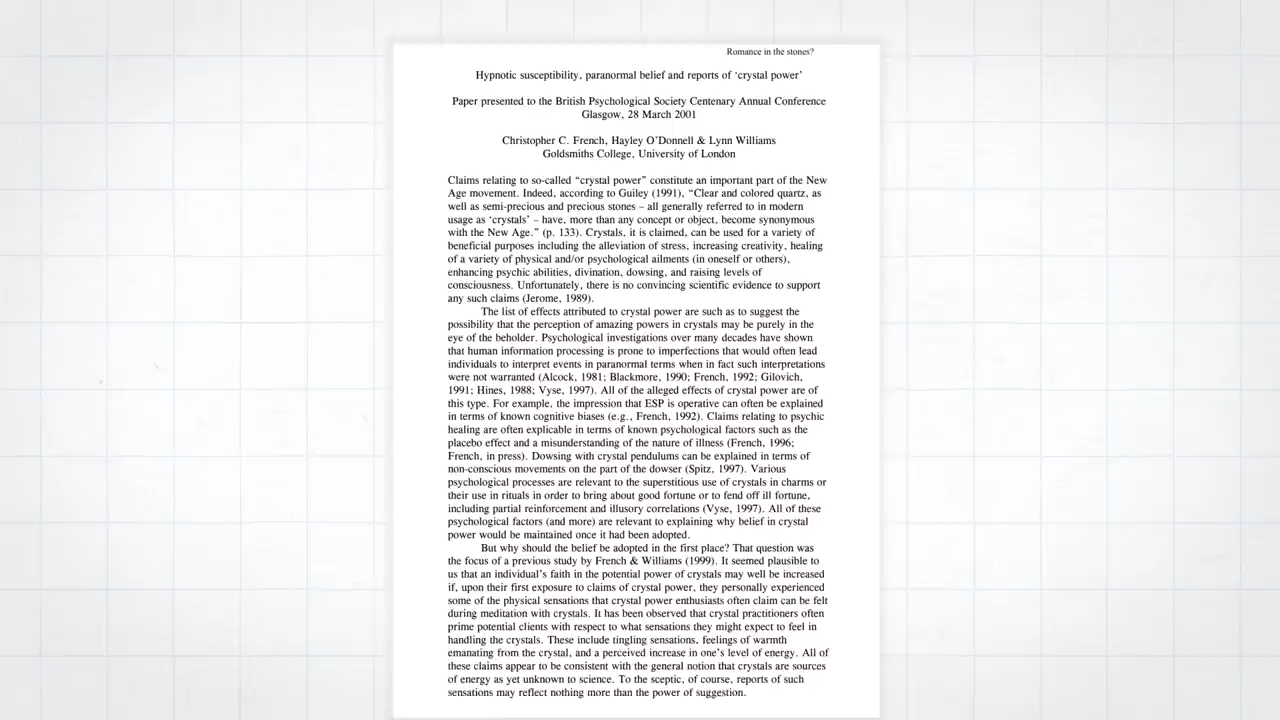 Romance in the stones?
Hypnotic susceptibility, paranormal belief and reports of ‘crystal power’
Paper presented to the British Psychological Society Centenary Annual Conference
Glasgow, 28 March 2001
Christopher C. French, Hayley O’Donnell & Lynn Williams
Goldsmiths College, University of London
Claims relating to so-called “crystal power” constitute an important part of the New
Age movement. Indeed, according to Guiley (1991), “Clear and colored quartz, as
well as semi-precious and precious stones – all generally referred to in modern
usage as ‘crystals’ – have, more than any concept or object, become synonymous
with the New Age.” (p. 133). Crystals, it is claimed, can be used for a variety of
beneficial purposes including the alleviation of stress, increasing creativity, healing
of a variety of physical and/or psychological ailments (in oneself or others),
enhancing psychic abilities, divination, dowsing, and raising levels of
consciousness. Unfortunately, there is no convincing scientific evidence to support
any such claims (Jerome, 1989).
The list of effects attributed to crystal power are such as to suggest the
possibility that the perception of amazing powers in crystals may be purely in the
eye of the beholder. Psychological investigations over many decades have shown
that human information processing is prone to imperfections that would often lead
individuals to interpret events in paranormal terms when in fact such interpretations
were not warranted (Alcock, 1981; Blackmore, 1990; French, 1992; Gilovich,
1991; Hines, 1988; Vyse, 1997). All of the alleged effects of crystal power are of
this type. For example, the impression that ESP is operative can often be explained
in terms of known cognitive biases (e.g., French, 1992). Claims relating to psychic
healing are often explicable in terms of known psychological factors such as the
placebo effect and a misunderstanding of the nature of illness (French, 1996;
French, in press). Dowsing with crystal pendulums can be explained in terms of
non-conscious movements on the part of the dowser (Spitz, 1997). Various
psychological processes are relevant to the superstitious use of crystals in charms or
their use in rituals in order to bring about good fortune or to fend off ill fortune,
including partial reinforcement and illusory correlations (Vyse, 1997). All of these
psychological factors (and more) are relevant to explaining why belief in crystal
power would be maintained once it had been adopted.
But why should the belief be adopted in the first place? That question was
the focus of a previous study by French & Williams (1999). It seemed plausible to
us that an individual’s faith in the potential power of crystals may well be increased
if, upon their first exposure to claims of crystal power, they personally experienced
some of the physical sensations that crystal power enthusiasts often claim can be felt
during meditation with crystals. It has been observed that crystal practitioners often
prime potential clients with respect to what sensations they might expect to feel in
handling the crystals. These include tingling sensations, feelings of warmth
emanating from the crystal, and a perceived increase in one’s level of energy. All of
these claims appear to be consistent with the general notion that crystals are sources
of energy as yet unknown to science. To the sceptic, of course, reports of such
sensations may reflect nothing more than the power of suggestion.